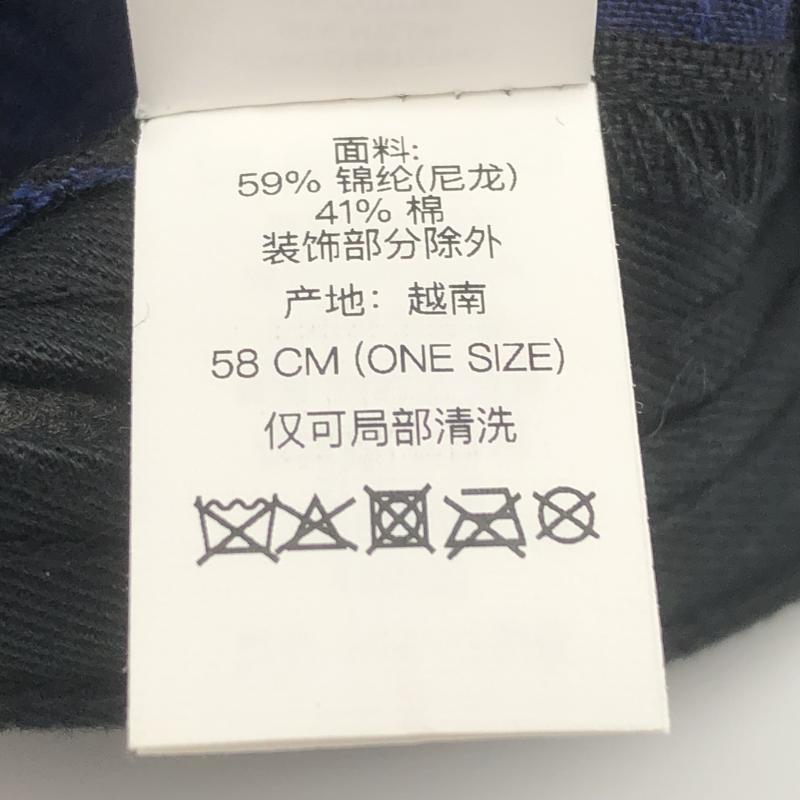 面料:
59% 锦纶(尼龙)
41% 棉
装饰部分除外
产地：越南
58 CM (ONE SIZE)
仅可局部清洗